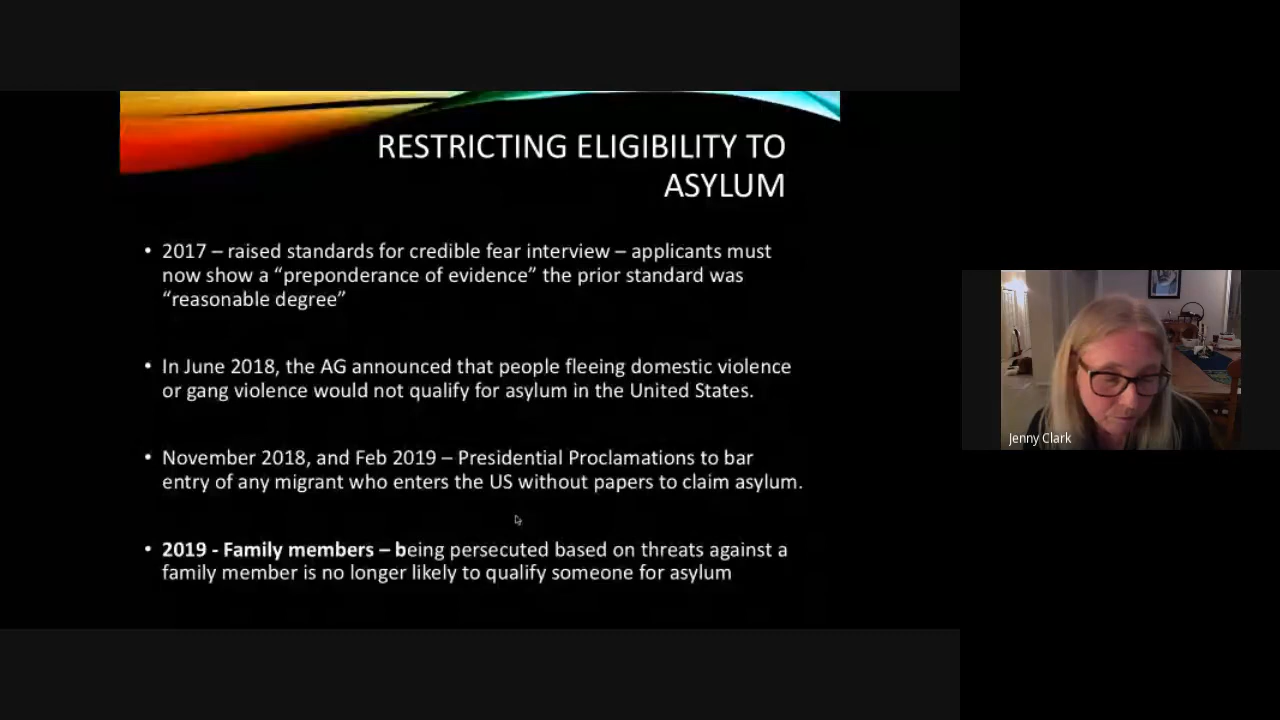 RESTRICTING ELIGIBILITY TO
ASYLUM
• 2017 – raised standards for credible fear interview – applicants must
now show a “preponderance of evidence” the prior standard was
“reasonable degree”
• In June 2018, the AG announced that people fleeing domestic violence
or gang violence would not qualify for asylum in the United States.
• November 2018, and Feb 2019 – Presidential Proclamations to bar
entry of any migrant who enters the US without papers to claim asylum.
• 2019 - Family members – being persecuted based on threats against a
family member is no longer likely to qualify someone for asylum
Jenny Clark